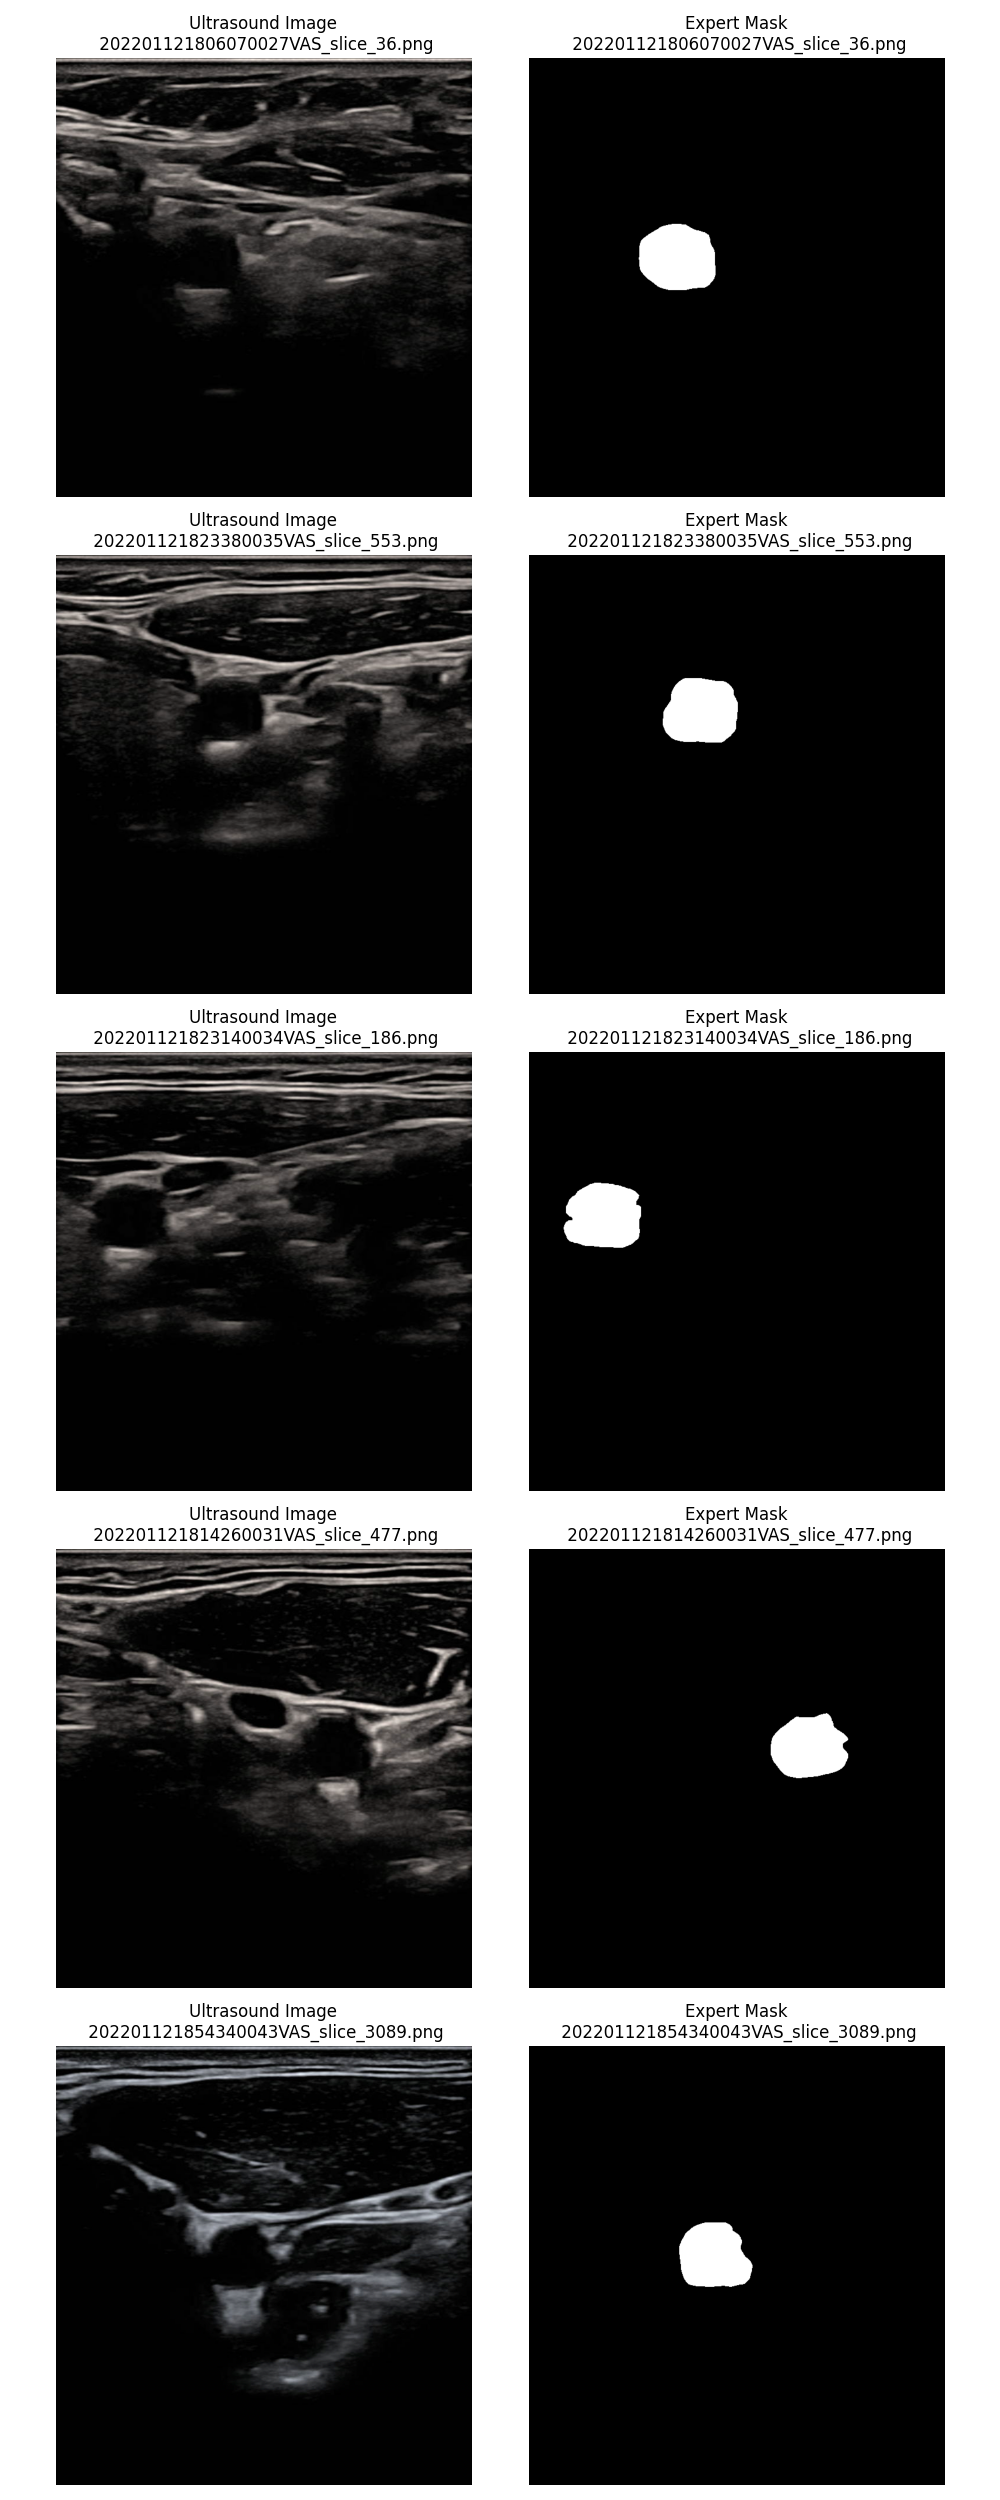 Ultrasound Image
202201121806070027VAS_slice_36.png
Expert Mask
202201121806070027VAS_slice_36.png
Ultrasound Image
202201121823380035VAS_slice_553.png
Expert Mask
202201121823380035VAS_slice_553.png
Ultrasound Image
202201121823140034VAS_slice_186.png
Expert Mask
202201121823140034VAS_slice_186.png
Ultrasound Image
202201121814260031VAS_slice_477.png
Expert Mask
202201121814260031VAS_slice_477.png
Ultrasound Image
202201121854340043VAS_slice_3089.png
Expert Mask
202201121854340043VAS_slice_3089.png